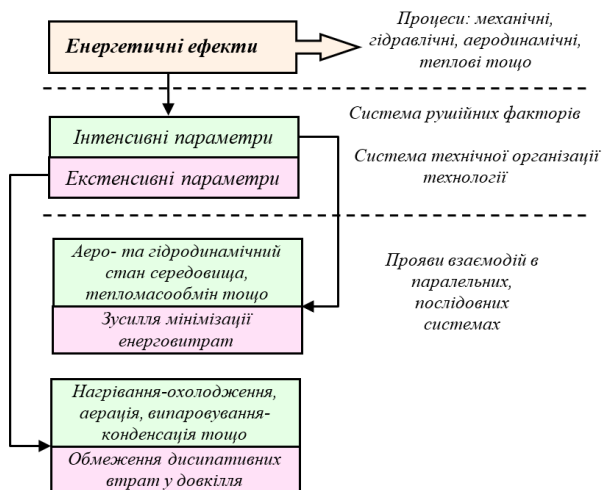 Енергетичні ефекти
Процеси: механічні,
гідравлічні, аеродинамічні,
теплові тощо
Система рушійних факторів
Інтенсивні параметри
Екстенсивні параметри
Система технічної організації
технології
Аеро- та гідродинамічний
стан середовища,
тепломасообмін тощо
Зусилля мінімізації
енерговитрат
Прояви взаємодій в
паралельних,
послідовних
системах
Нагрівання-охолодження,
аерація, випаровування-
конденсація тощо
Обмеження дисипативних
втрат у довкілля